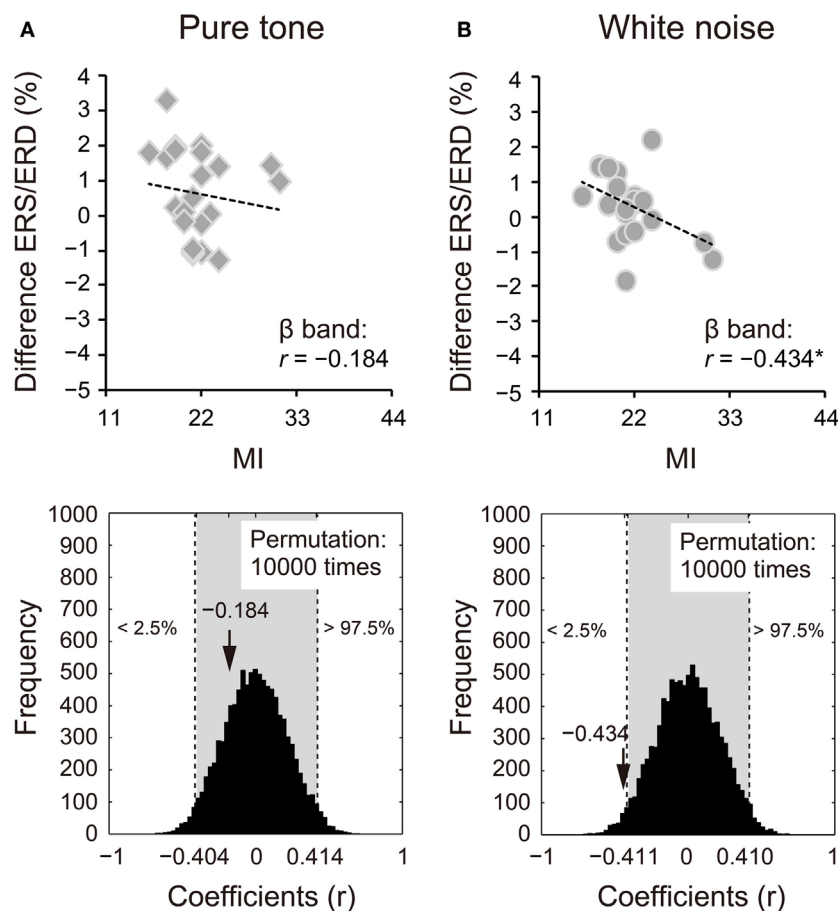 A Pure tone
Difference ERS/ERD (%)
4
3
2
1
0
−1
−2
−3
−4
−5
β band:
r = −0.184
11 22 33 44
MI
B White noise
Difference ERS/ERD (%)
4
3
2
1
0
−1
−2
−3
−4
−5
β band:
r = −0.434*
11 22 33 44
MI
Frequency
1000
900
800
700
600
500
400
300
200
100
0
Permutation:
10000 times
−0.184
< 2.5% > 97.5%
−1 −0.404 0 0.414 1
Coefficients (r)
Frequency
1000
900
800
700
600
500
400
300
200
100
0
Permutation:
10000 times
< 2.5% > 97.5%
−0.434
−1 −0.411 0 0.410 1
Coefficients (r)